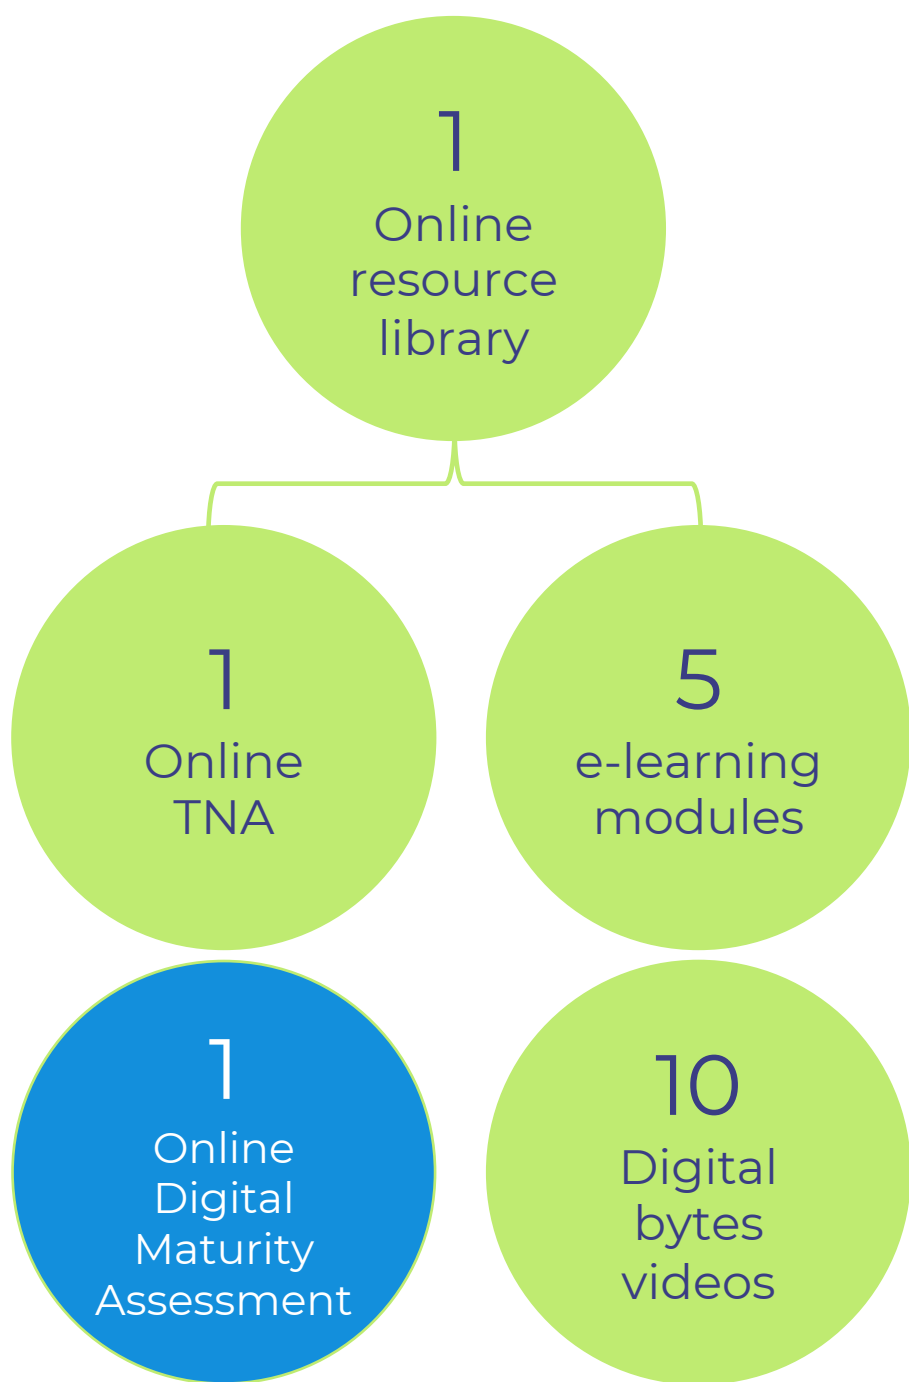 1
Online
resource
library
1
Online
TNA
5
e-learning
modules
1
Online
Digital
Maturity
Assessment
10
Digital
bytes
videos